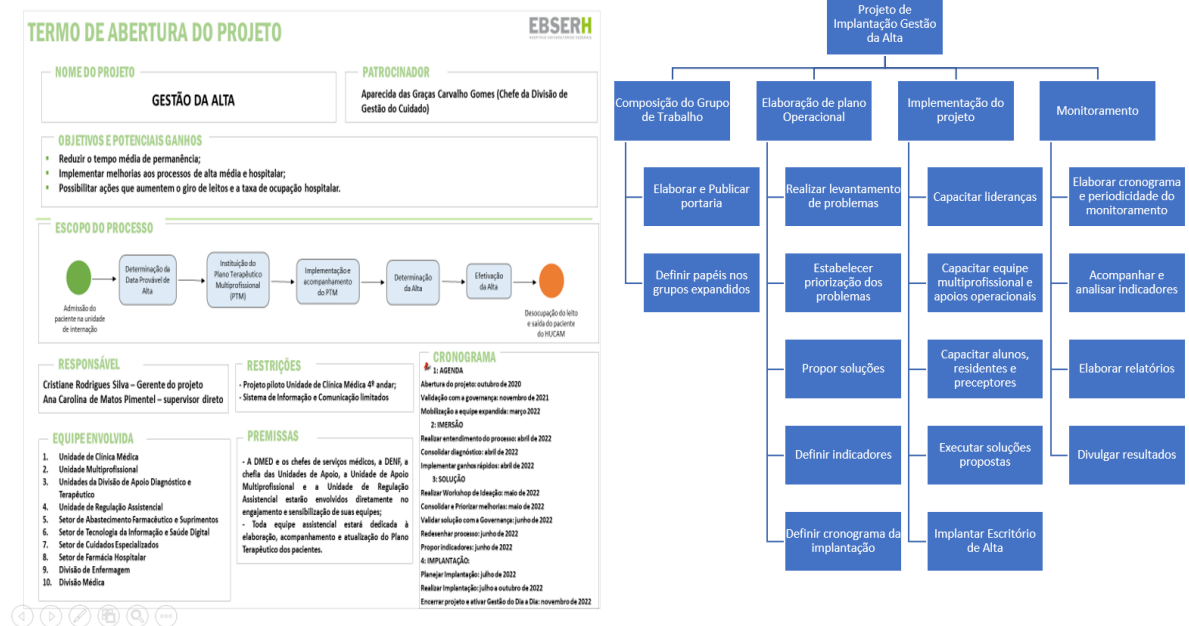 TERMO DE ABERTURA DO PROJETO
EBSERH
NOME DO PROJETO
GESTÃO DA ALTA
PATROCINADOR
Aparecida das Graças Carvalho Gomes (Chefe da Divisão de
Gestão do Cuidado)
OBJETIVOS E POTENCIAIS GANHOS
▪ Reduzir o tempo média de permanência;
▪ Implementar melhorias aos processos de alta média e hospitalar;
▪ Possibilitar ações que aumentem o giro de leitos e a taxa de ocupação hospitalar.
ESCOPO DO PROCESSO
Admissão do
paciente na unidade
de internação
Determinação da
Data Provável de
Alta
Instituição do
Plano Terapêutico
Multiprofissional
(PTM)
Implementação e
acompanhamento
do PTM
Determinação
da Alta
Efetivação
da Alta
Desocupação do leito
e saída do paciente
do HUCAM
RESPONSÁVEL
Cristiane Rodrigues Silva – Gerente do projeto
Ana Carolina de Matos Pimentel – supervisor direto
RESTRIÇÕES
- Projeto piloto Unidade de Clínica Médica 4º andar;
- Sistema de Informação e Comunicação limitados
EQUIPE ENVOLVIDA
1. Unidade de Clínica Médica
2. Unidade Multiprofissional
3. Unidades da Divisão de Apoio Diagnóstico e
Terapêutico
4. Unidade de Regulação Assistencial
5. Setor de Abastecimento Farmacêutico e Suprimentos
6. Setor de Tecnologia da Informação e Saúde Digital
7. Setor de Cuidados Especializados
8. Setor de Farmácia Hospitalar
9. Divisão de Enfermagem
10. Divisão Médica
PREMISSAS
- A DMED e os chefes de serviços médicos, a DENF, a
chefia das Unidades de Apoio, a Unidade de Apoio
Multiprofissional e a Unidade de Regulação
Assistencial estarão envolvidos diretamente no
engajamento e sensibilização de suas equipes;
- Toda equipe assistencial estará dedicada à
elaboração, acompanhamento e atualização do Plano
Terapêutico dos pacientes.
CRONOGRAMA
1: AGENDA
Abertura do projeto: outubro de 2020
Validação com a governança: novembro de 2021
Mobilização a equipe expandida: março 2022
2: IMERSÃO
Realizar entendimento do processo: abril de 2022
Consolidar diagnóstico: abril de 2022
Implementar ganhos rápidos: abril de 2022
3: SOLUÇÃO
Realizar Workshop de Ideação: maio de 2022
Consolidar e Priorizar melhorias: maio de 2022
Validar solução com a Governança: junho de 2022
Redesenhar processo: junho de 2022
Propor indicadores: junho de 2022
4: IMPLANTAÇÃO:
Planejar Implantação: julho de 2022
Realizar Implantação: julho a outubro de 2022
Encerrar projeto e ativar Gestão do Dia a Dia: novembro de 2022
Projeto de
Implantação Gestão
da Alta
Composição do Grupo
de Trabalho
Elaborar e Publicar
portaria
Definir papéis nos
grupos expandidos
Elaboração de plano
Operacional
Realizar levantamento
de problemas
Estabelecer
priorização dos
problemas
Propor soluções
Definir indicadores
Definir cronograma da
implantação
Implementação do
projeto
Capacitar lideranças
Capacitar equipe
multiprofissional e
apoios operacionais
Capacitar alunos,
residentes e
preceptores
Executar soluções
propostas
Implantar Escritório
de Alta
Monitoramento
Elaborar cronograma
e periodicidade do
monitoramento
Acompanhar e
analisar indicadores
Elaborar relatórios
Divulgar resultados